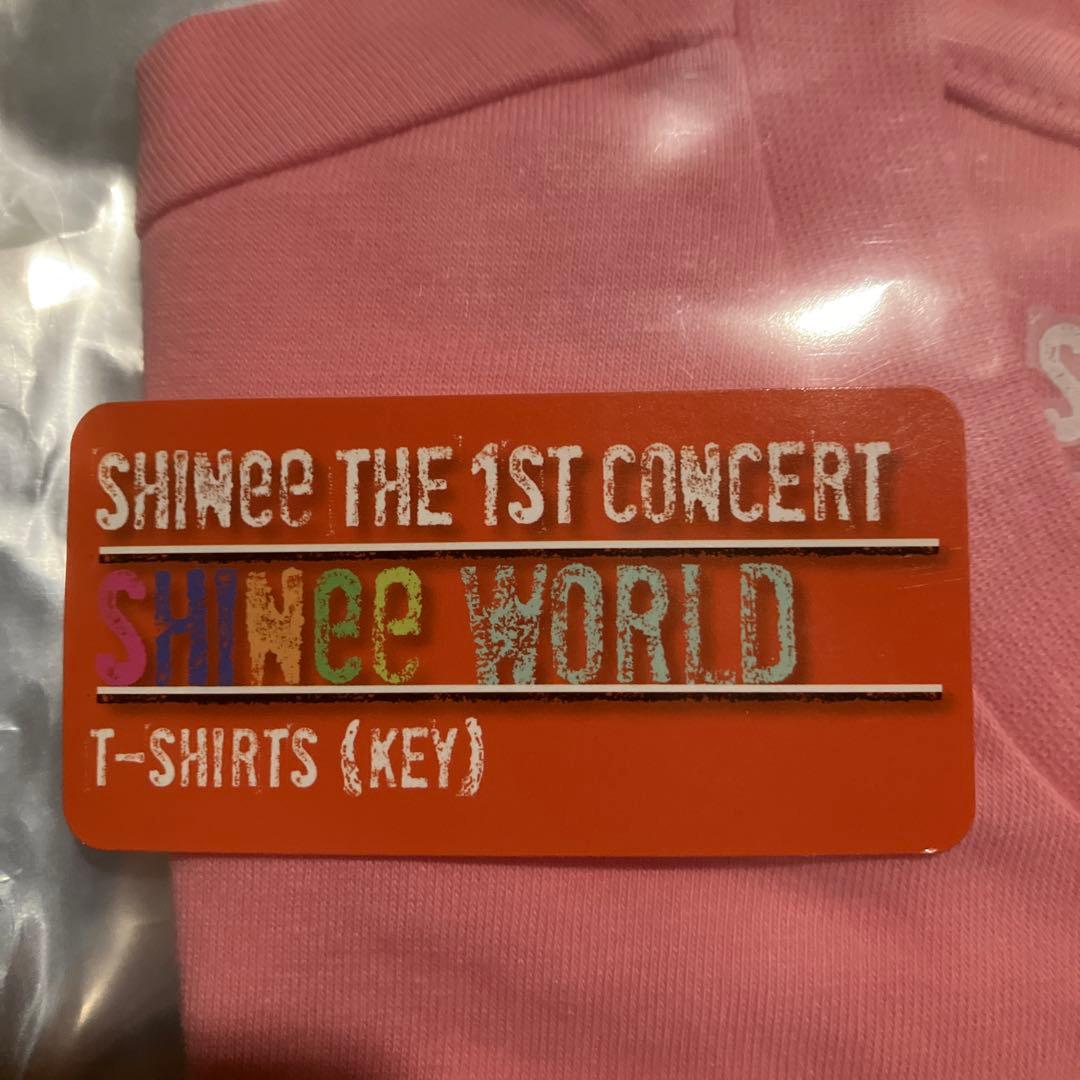 SHINee THE 1ST CONCERT
SHINee WORLD
T-SHIRTS (KEY)
S